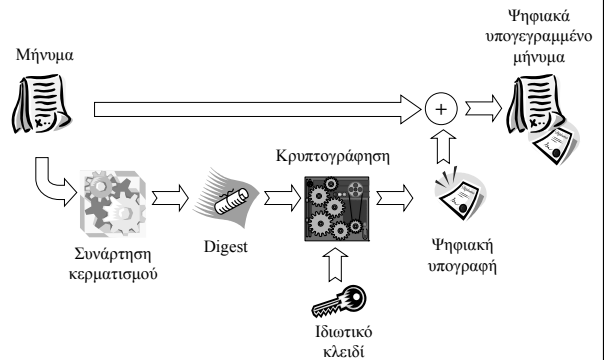 Μήνυμα
Ψηφιακά
υπογεγραμμένο
μήνυμα
+
Κρυπτογράφηση
Συνάρτηση
κερματισμού
Digest
Ψηφιακή
υπογραφή
Ιδιωτικό
κλειδί